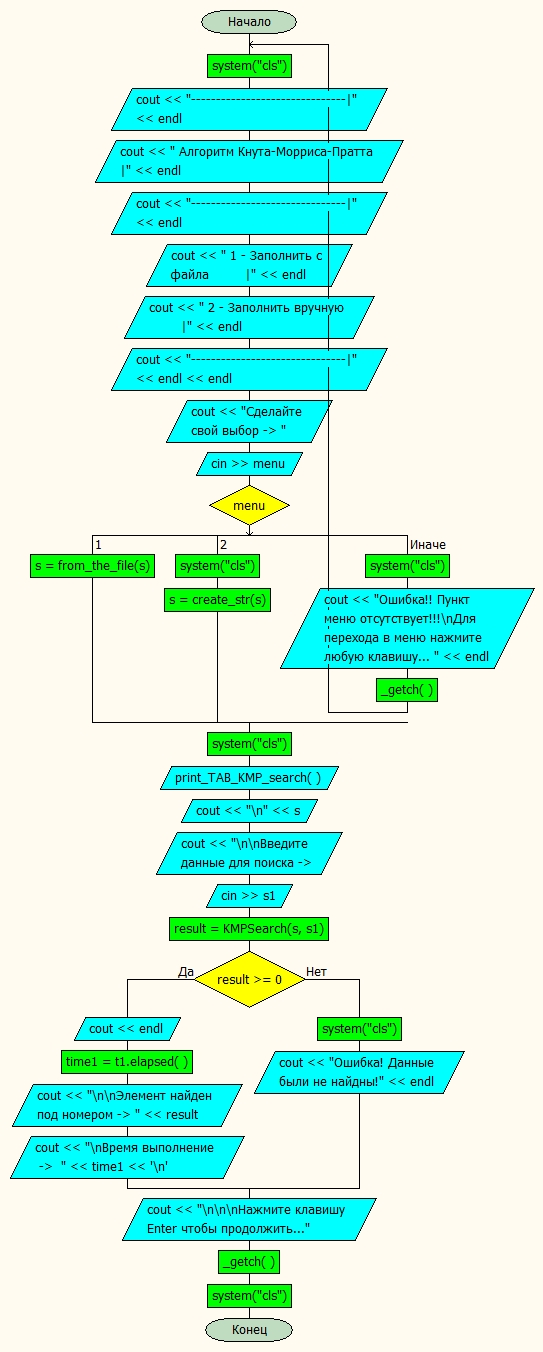 Начало
system("cls")
cout << "-------------------------------|"
<< endl
cout << " Алгоритм Кнута-Морриса-Пратта
|" << endl
cout << "-------------------------------|"
<< endl
cout << " 1 - Заполнить с
файла         |" << endl
cout << " 2 - Заполнить вручную
|" << endl
cout << "-------------------------------|"
<< endl << endl
cout << "Сделайте
свой выбор -> "
cin >> menu
menu
1
2
Иначе
s = from_the_file(s)
system("cls")
system("cls")
s = create_str(s)
cout << "Ошибка!! Пункт
меню отсутствует!!!\nДля
перехода в меню нажмите
любую клавишу... " << endl
_getch( )
system("cls")
print_TAB_KMP_search( )
cout << "\n" << s
cout << "\n\nВведите
данные для поиска ->
cin >> s1
result = KMPSearch(s, s1)
Да
result >= 0
Нет
cout << endl
system("cls")
time1 = t1.elapsed( )
cout << "Ошибка! Данные
были не найдны!" << endl
cout << "\n\nЭлемент найден
под номером -> " << result
cout << "\nВремя выполнение
->  " << time1 << '\n'
cout << "\n\n\nНажмите клавишу
Enter чтобы продолжить..."
_getch( )
system("cls")
Конец